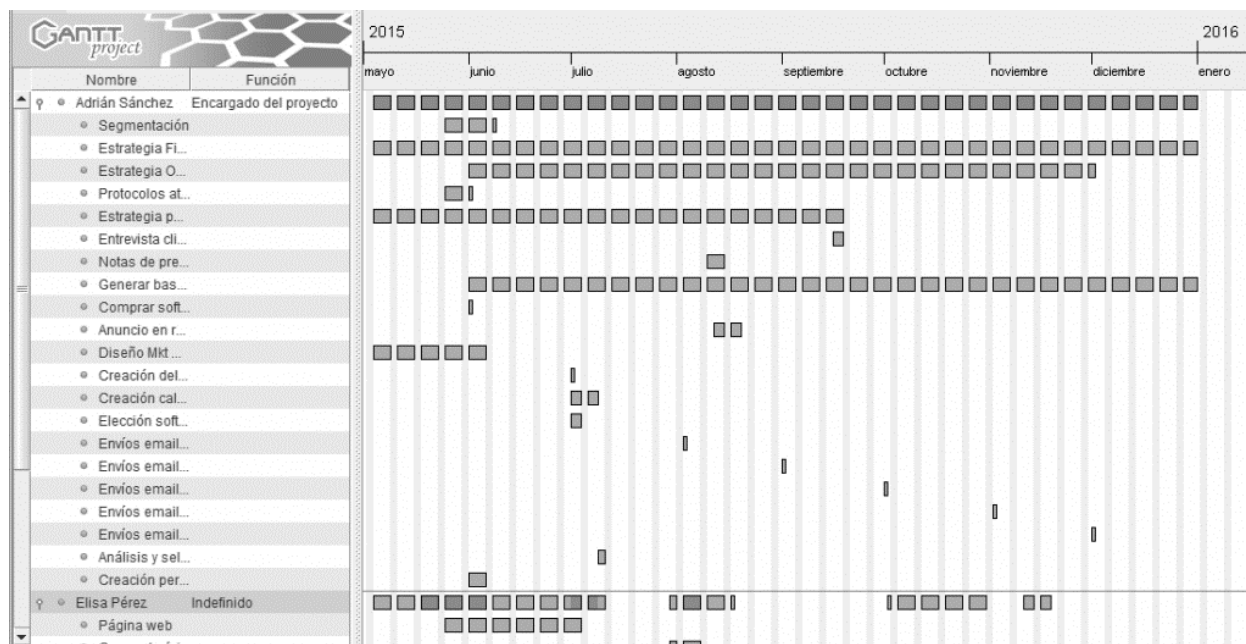 GANTT
project
2015 2016
Nombre Función
mayo junio julio agosto septiembre octubre noviembre diciembre enero
Adrián Sánchez Encargado del proyecto
Segmentación
Estrategia Fi...
Estrategia O...
Protocolos at...
Estrategia p...
Entrevista cli...
Notas de pre...
Generar bas...
Comprar soft...
Anuncio en r...
Diseño Mkt ...
Creación del...
Creación cal...
Elección soft...
Envíos email...
Envíos email...
Envíos email...
Envíos email...
Envíos email...
Análisis y sel...
Creación per...
Elisa Pérez Indefinido
Página web